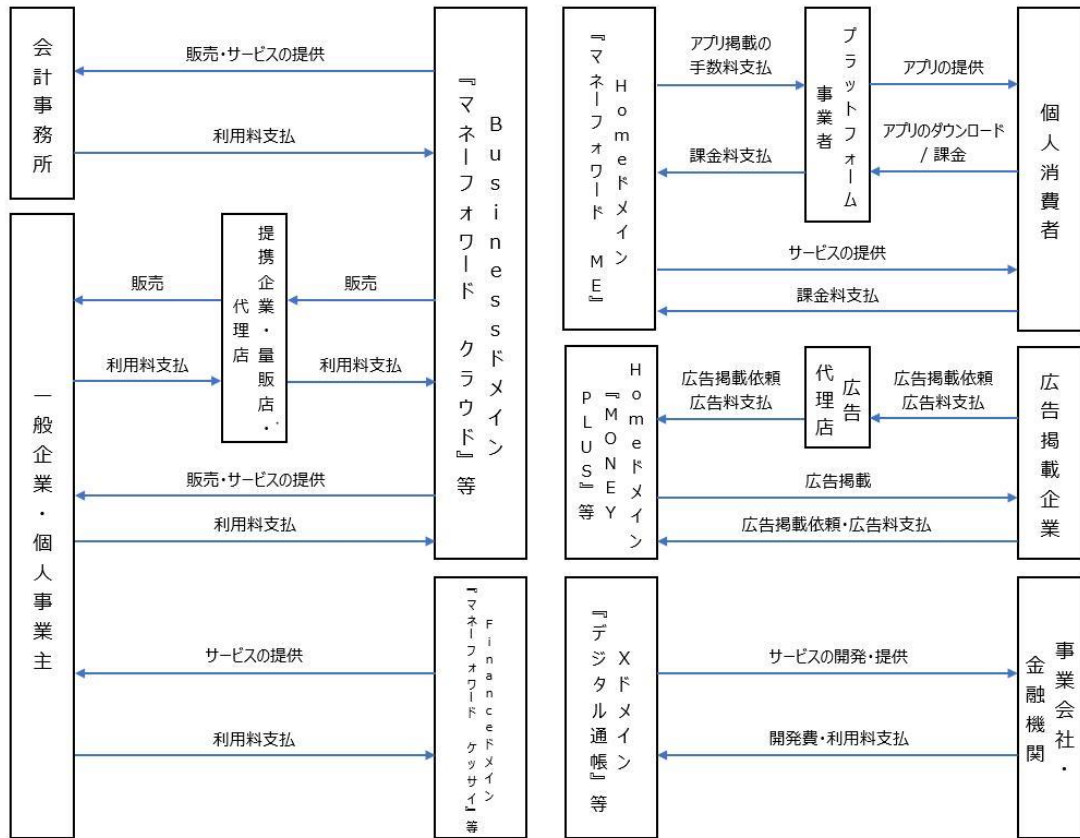 会計事務所
販売・サービスの提供
利用料支払
Businessドメイン
『マネーフォワード クラウド』等
一般企業・個人事業主
提携企業・量販店・
代理店
販売
販売
利用料支払
利用料支払
販売・サービスの提供
利用料支払
サービスの提供
利用料支払
Financeドメイン
『マネーフォワード ケッサイ』等
Homeドメイン
『マネーフォワード ME』
アプリ掲載の
手数料支払
課金料支払
プラットフォーム
事業者
アプリの提供
アプリのダウンロード
/ 課金
個人消費者
サービスの提供
課金料支払
Homeドメイン
『MONEY
PLUS』等
広告掲載依頼
広告料支払
広告
代理店
広告掲載依頼
広告料支払
広告掲載企業
広告掲載
広告掲載依頼・広告料支払
Xドメイン
『デジタル通帳』等
サービスの開発・提供
開発費・利用料支払
事業会社・
金融機関